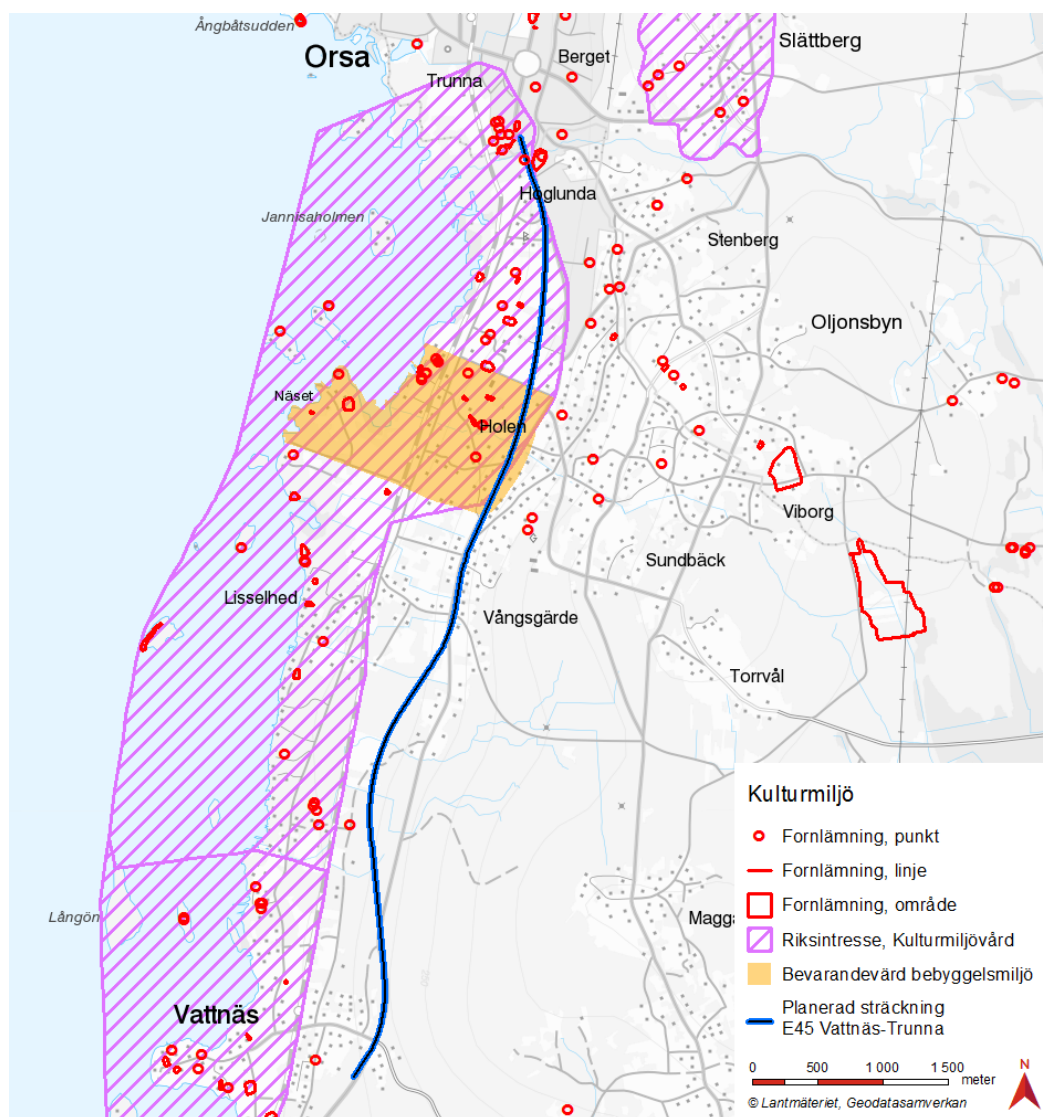 Ångbåtsudden
Orsa
Berget
Slättberg
Trunna
Höglunda
Jannisaholmen
Stenberg
Oljonsbyn
Näset
Holen
Viborg
Sundbäck
Lisselhed
Vångsgärde
Torrvål
Kulturmiljö
Fornlämning, punkt
Fornlämning, linje
Fornlämning, område
Riksintresse, Kulturmiljövård
Bevarandevärd bebyggelsmiljö
Planerad sträckning
E45 Vattnäs-Trunna
Långön
Magga
Vattnäs
0 500 1 000 1 500
meter
N
© Lantmäteriet, Geodatasamverkan